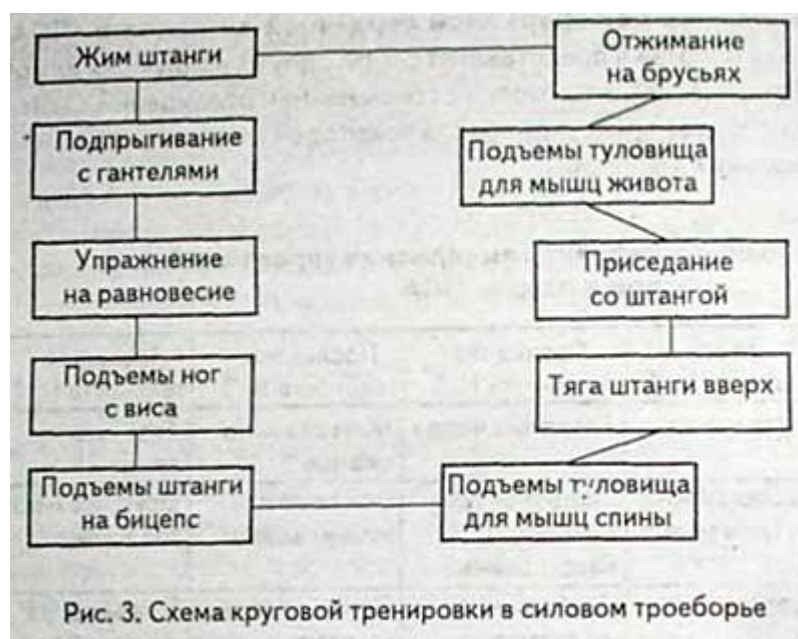 Жим штанги
Отжимание
на брусьях
Подпрыгивание
с гантелями
Подъемы туловища
для мышц живота
Упражнение
на равновесие
Приседание
со штангой
Подъемы ног
с виса
Тяга штанги вверх
Подъемы штанги
на бицепс
Подъемы туловища
для мышц спины
Рис. 3. Схема круговой тренировки в силовом троеборье